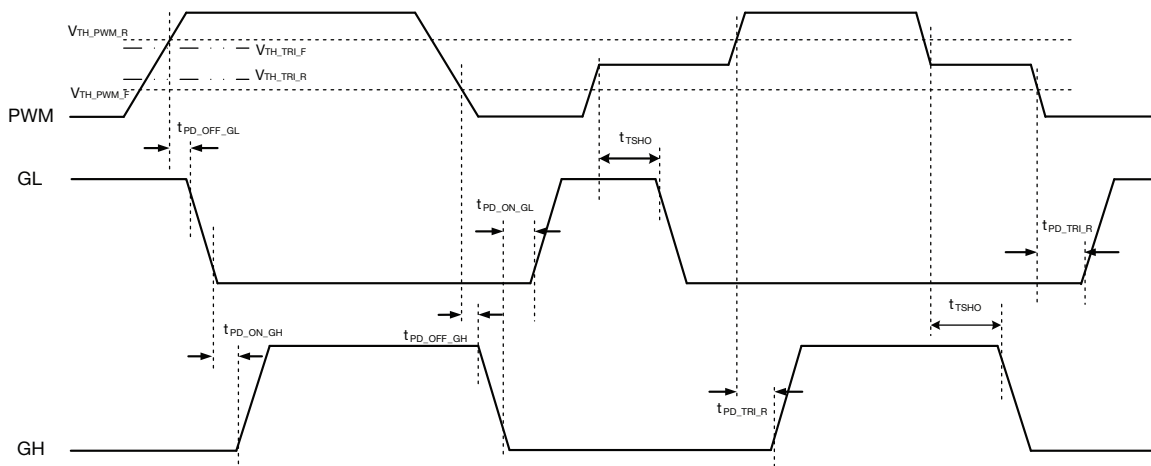 VTH_PWM_R
VTH_TRI_F
VTH_TRI_R
VTH_PWM_F
PWM
tPD_OFF_GL
tTSHO
GL
tPD_ON_GL
tPD_TRI_R
tTSHO
tPD_ON_GH
tPD_OFF_GH
tPD_TRI_R
GH